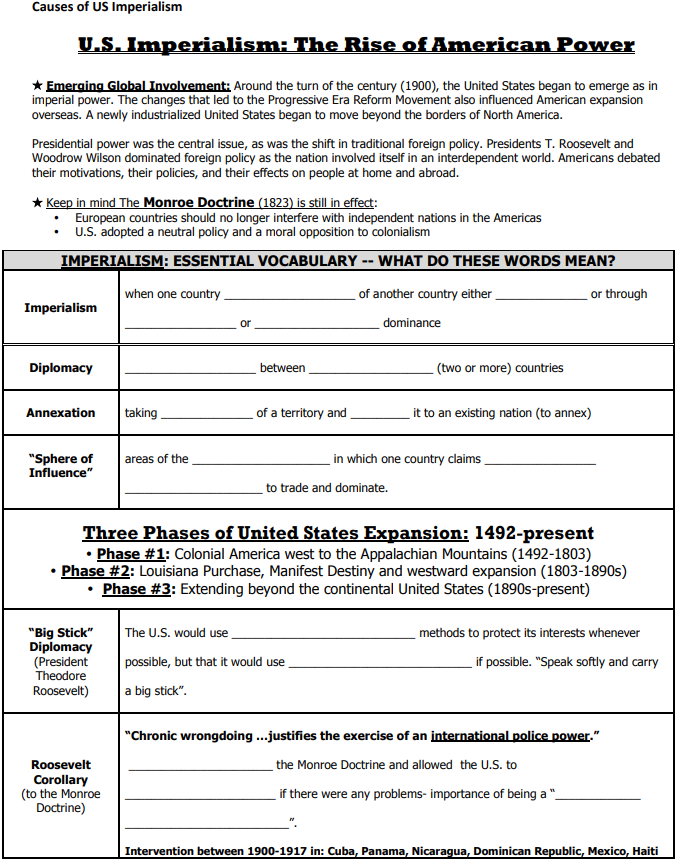 Causes of US Imperialism
U.S. Imperialism: The Rise of American Power
★ Emerging Global Involvement: Around the turn of the century (1900), the United States began to emerge as in
imperial power. The changes that led to the Progressive Era Reform Movement also influenced American expansion
overseas. A newly industrialized United States began to move beyond the borders of North America.
Presidential power was the central issue, as was the shift in traditional foreign policy. Presidents T. Roosevelt and
Woodrow Wilson dominated foreign policy as the nation involved itself in an interdependent world. Americans debated
their motivations, their policies, and their effects on people at home and abroad.
★ Keep in mind The Monroe Doctrine (1823) is still in effect:
• European countries should no longer interfere with independent nations in the Americas
• U.S. adopted a neutral policy and a moral opposition to colonialism
IMPERIALISM: ESSENTIAL VOCABULARY -- WHAT DO THESE WORDS MEAN?
Imperialism
when one country ____________________ of another country either ______________ or through
_________________ or ___________________ dominance
Diplomacy
____________________ between ___________________ (two or more) countries
Annexation
taking ______________ of a territory and _________ it to an existing nation (to annex)
“Sphere of
Influence”
areas of the _____________________ in which one country claims _________________
_____________________ to trade and dominate.
Three Phases of United States Expansion: 1492-present
• Phase #1: Colonial America west to the Appalachian Mountains (1492-1803)
• Phase #2: Louisiana Purchase, Manifest Destiny and westward expansion (1803-1890s)
• Phase #3: Extending beyond the continental United States (1890s-present)
“Big Stick”
Diplomacy
(President
Theodore
Roosevelt)
The U.S. would use ____________________________ methods to protect its interests whenever
possible, but that it would use ____________________________ if possible. “Speak softly and carry
a big stick”.
Roosevelt
Corollary
(to the Monroe
Doctrine)
“Chronic wrongdoing …justifies the exercise of an international police power.”
______________________ the Monroe Doctrine and allowed the U.S. to
_______________________ if there were any problems- importance of being a “_____________
_________________________”.
Intervention between 1900-1917 in: Cuba, Panama, Nicaragua, Dominican Republic, Mexico, Haiti